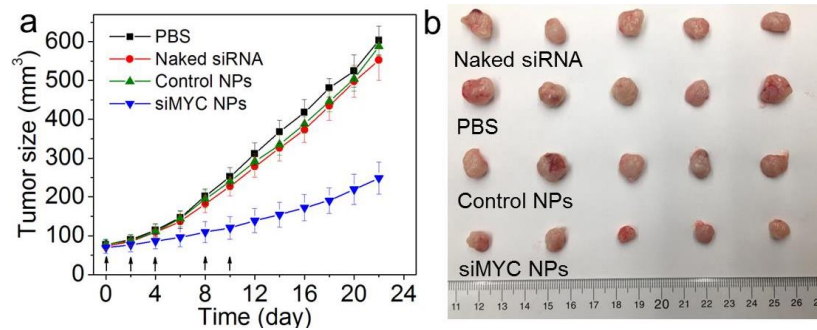 a
PBS
Naked siRNA
Control NPs
siMYC NPs
Tumor size (mm³)
600
500
400
300
200
100
0
0 4 8 12 16 20 24
Time (day)
b
Naked siRNA
PBS
Control NPs
siMYC NPs
11 12 13 14 15 16 17 18 19 20 21 22 23 24 25 26